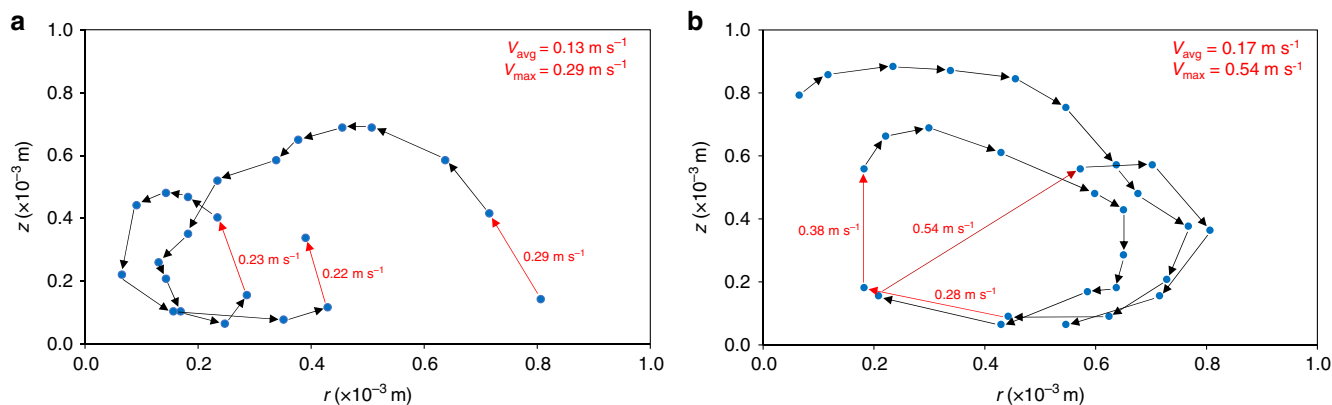 a
V_avg = 0.13 m s⁻¹
V_max = 0.29 m s⁻¹
1.0
0.8
0.6
0.4
0.2
0.0
z (×10⁻³ m)
0.23 m s⁻¹
0.22 m s⁻¹
0.29 m s⁻¹
0.0 0.2 0.4 0.6 0.8 1.0
r (×10⁻³ m)
b
V_avg = 0.17 m s⁻¹
V_max = 0.54 m s⁻¹
1.0
0.8
0.6
0.4
0.2
0.0
z (×10⁻³ m)
0.38 m s⁻¹
0.54 m s⁻¹
0.28 m s⁻¹
0.0 0.2 0.4 0.6 0.8 1.0
r (×10⁻³ m)